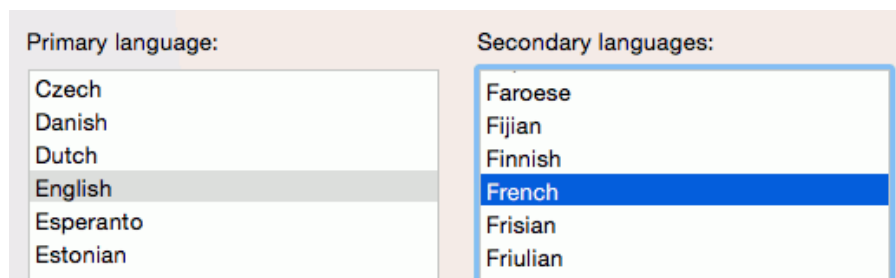 Primary language:
Czech
Danish
Dutch
English
Esperanto
Estonian
Secondary languages:
Faroese
Fijian
Finnish
French
Frisian
Friulian